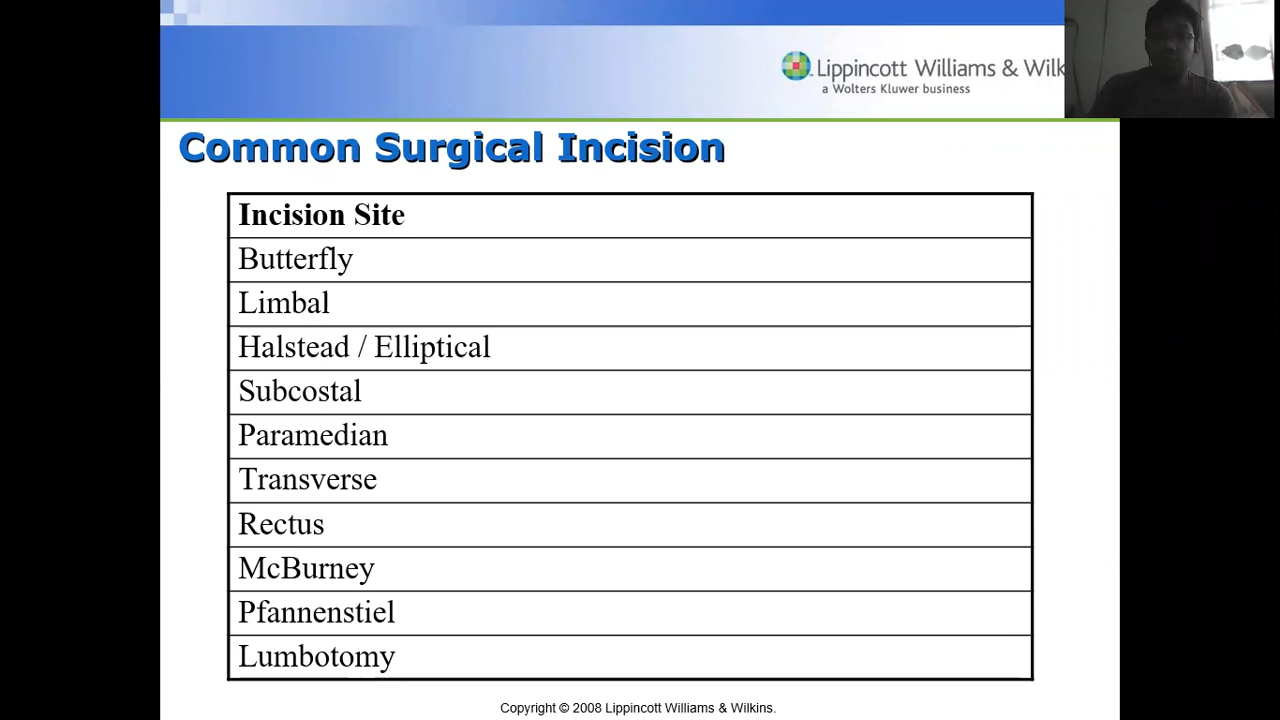 Lippincott Williams & Wilk
a Wolters Kluwer business
Common Surgical Incision
Incision Site
Butterfly
Limbal
Halstead / Elliptical
Subcostal
Paramedian
Transverse
Rectus
McBurney
Pfannenstiel
Lumbotomy
Copyright © 2008 Lippincott Williams & Wilkins.